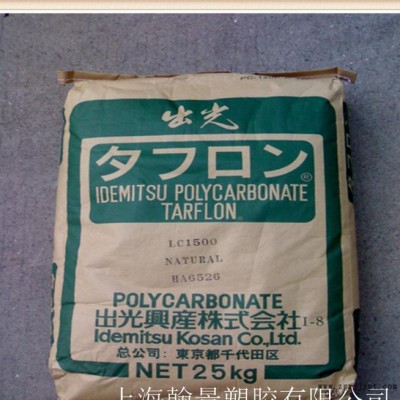 出光
タフロン®
IDEMITSU POLYCARBONATE
TARFLON
LC1500
NATURAL
HA6526
POLYCARBONATE
出光興産株式会社 1-8
Idemitsu Kosan Co.,Ltd.
总公司：東京都千代田区
NET 25kg
上海翰景塑胶有限公司